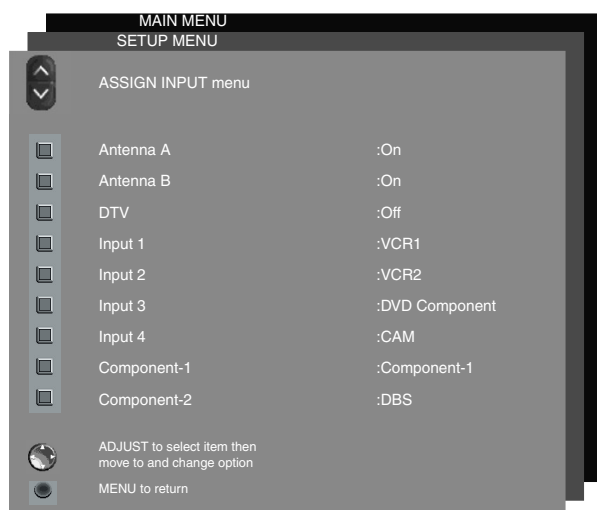 MAIN MENU
SETUP MENU
ASSIGN INPUT menu
Antenna A :On
Antenna B :On
DTV :Off
Input 1 :VCR1
Input 2 :VCR2
Input 3 :DVD Component
Input 4 :CAM
Component-1 :Component-1
Component-2 :DBS
ADJUST to select item then
move to and change option
MENU to return